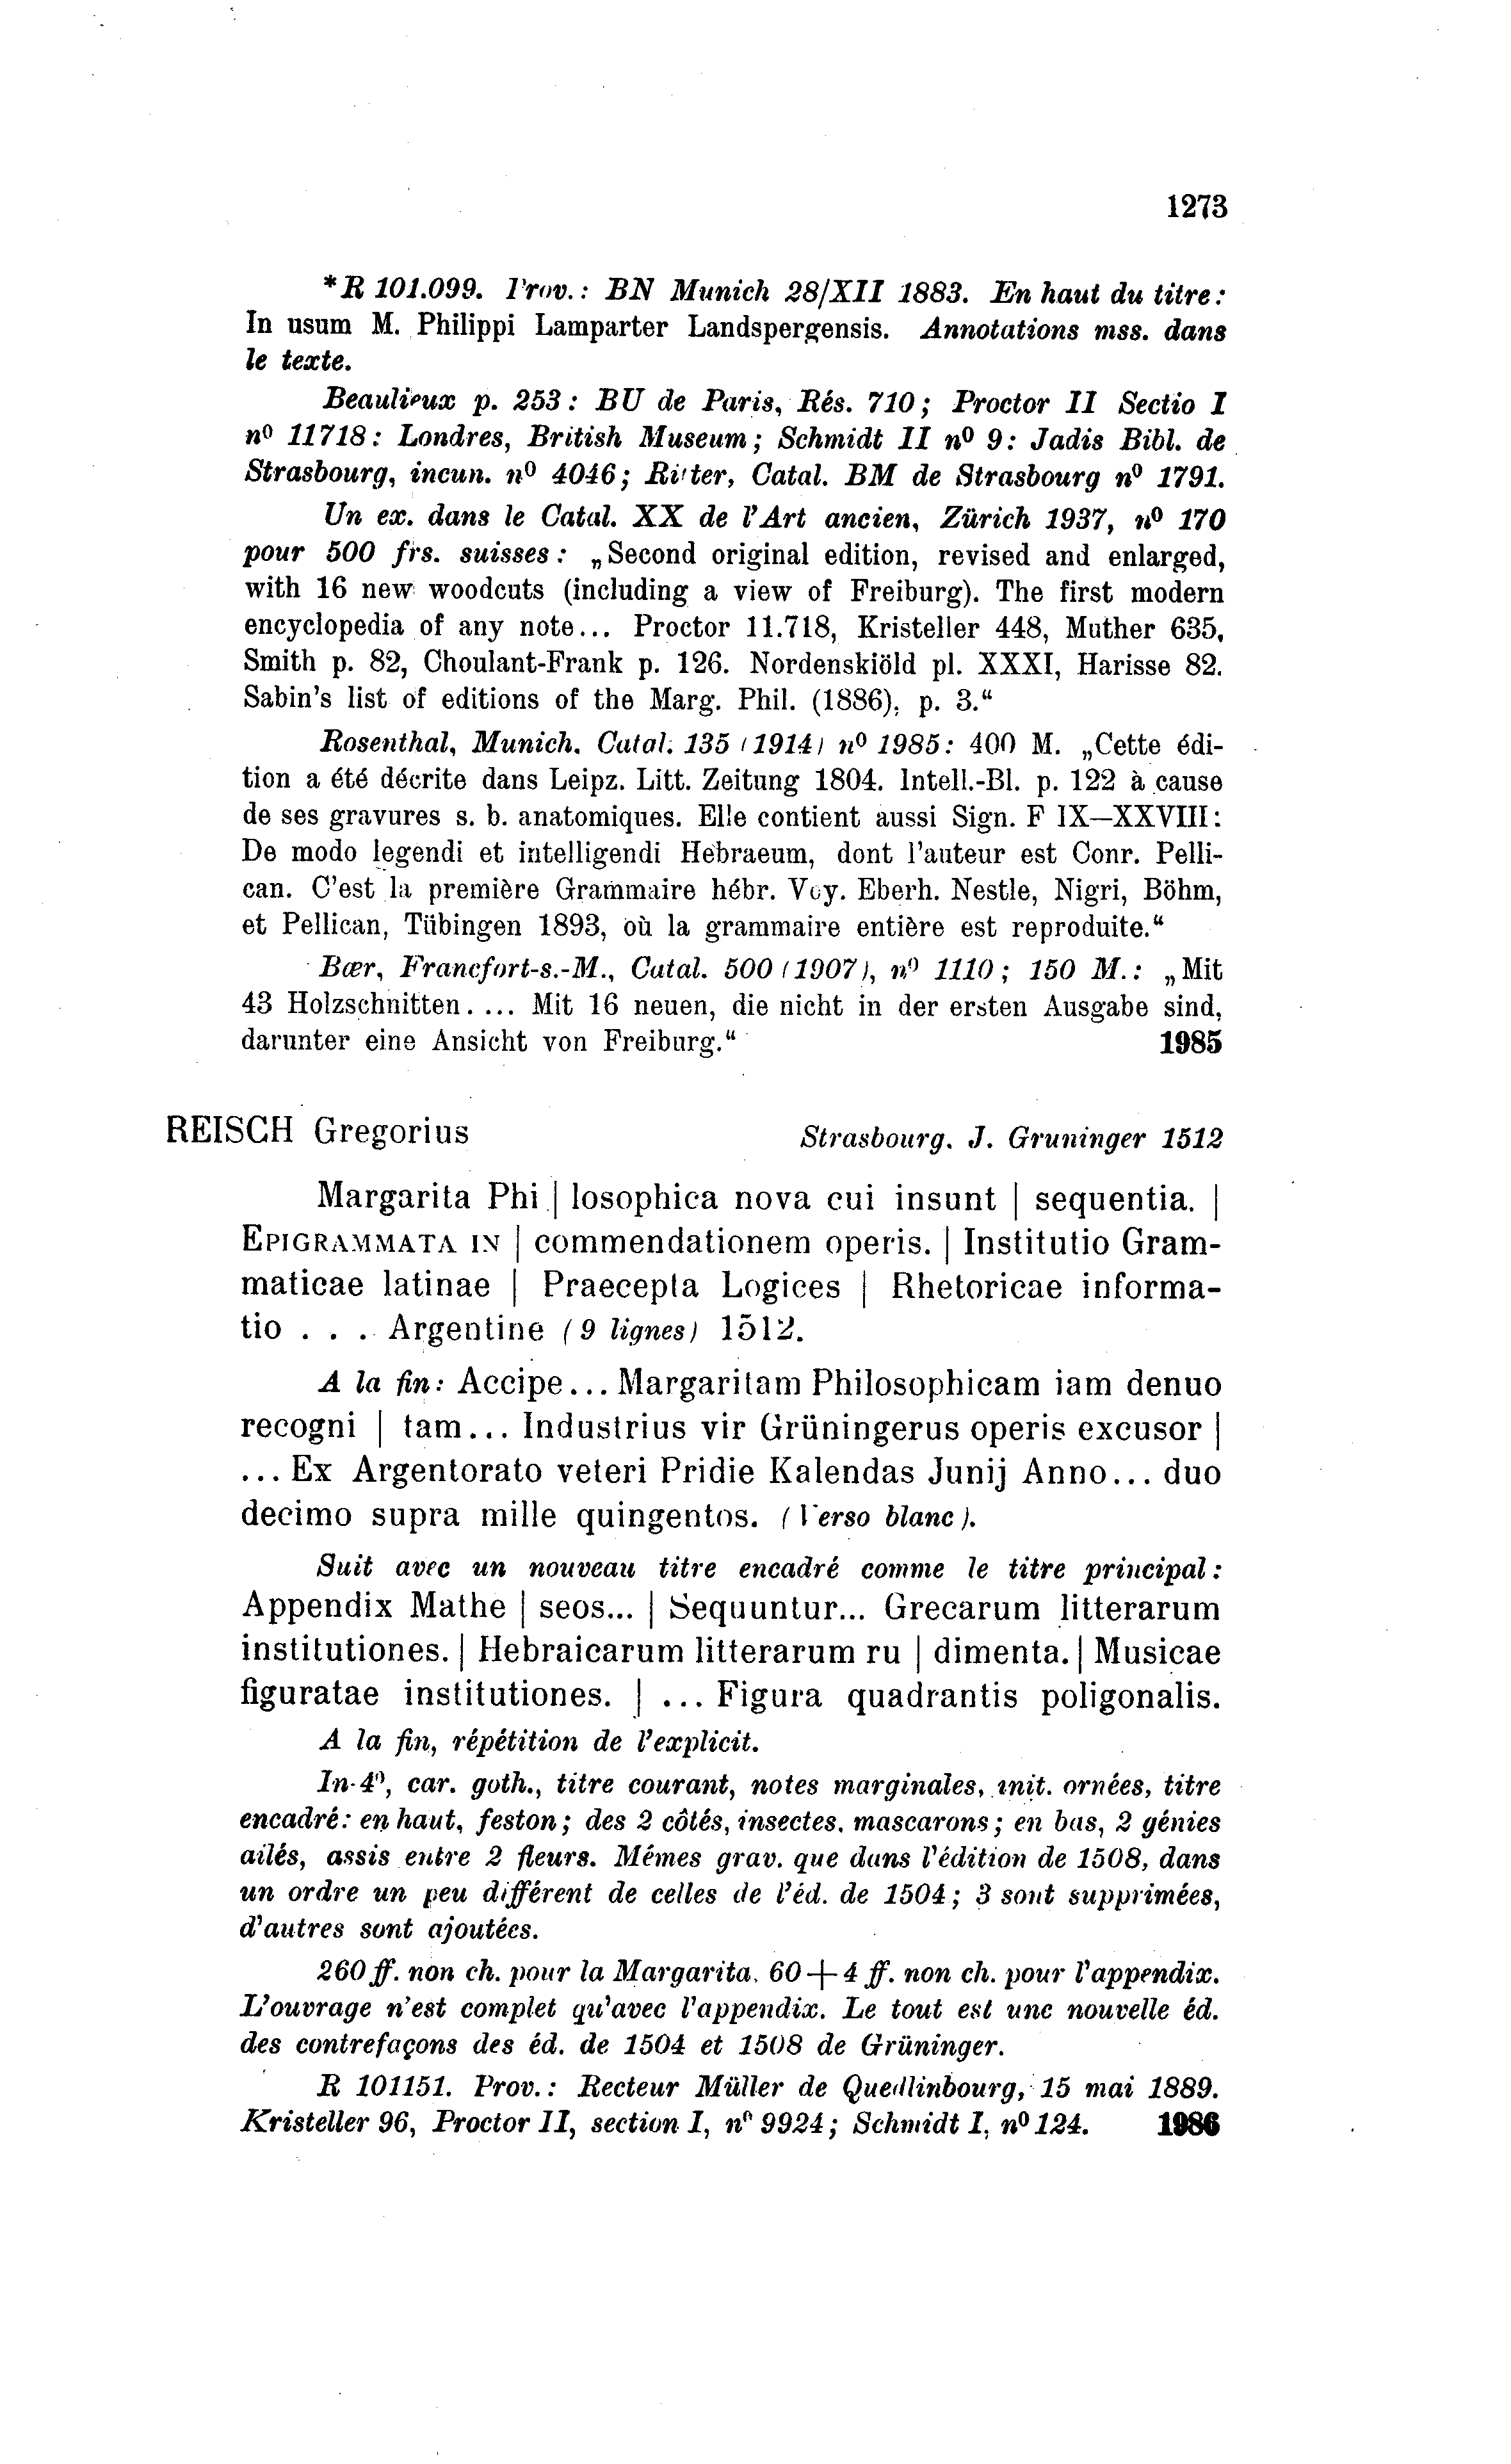 1273
*R 101.099. Prov.: BN Munich 28/XII 1883. En haut du titre:
In usum M. Philippi Lamparter Landspergensis. Annotations mss. dans
le texte.
Beaulieux p. 253: BU de Paris, Rés. 710; Proctor II Sectio I
nº 11718: Londres, British Museum; Schmidt II nº 9: Jadis Bibl. de
Strasbourg, incun. nº 4046; Ritter, Catal. BM de Strasbourg nº 1791.
Un ex. dans le Catal. XX de l'Art ancien, Zürich 1937, nº 170
pour 500 frs. suisses: „Second original edition, revised and enlarged,
with 16 new woodcuts (including a view of Freiburg). The first modern
encyclopedia of any note... Proctor 11.718, Kristeller 448, Muther 635,
Smith p. 82, Choulant-Frank p. 126. Nordenskiöld pl. XXXI, Harisse 82.
Sabin's list of editions of the Marg. Phil. (1886), p. 3.“
Rosenthal, Munich. Catal. 135 (1914) nº 1985: 400 M. „Cette édi-
tion a été décrite dans Leipz. Litt. Zeitung 1804. Intell.-Bl. p. 122 à cause
de ses gravures s. b. anatomiques. Elle contient aussi Sign. F IX—XXVIII:
De modo legendi et intelligendi Hebraeum, dont l'auteur est Conr. Pelli-
can. C'est la première Grammaire hébr. Voy. Eberh. Nestle, Nigri, Böhm,
et Pellican, Tübingen 1893, où la grammaire entière est reproduite.“
Bær, Francfort-s.-M., Catal. 500 (1907), nº 1110; 150 M.: „Mit
43 Holzschnitten. ... Mit 16 neuen, die nicht in der ersten Ausgabe sind,
darunter eine Ansicht von Freiburg.“ 1985
REISCH Gregorius Strasbourg. J. Gruninger 1512
Margarita Phi | losophica nova cui insunt | sequentia. |
EPIGRAMMATA IN | commendationem operis. | Institutio Gram-
maticae latinae | Praecepta Logices | Rhetoricae informa-
tio . . . Argentine (9 lignes) 1512.
A la fin: Accipe... Margaritam Philosophicam iam denuo
recogni | tam... Industrius vir Grüningerus operis excusor |
... Ex Argentorato veteri Pridie Kalendas Junij Anno... duo
decimo supra mille quingentos. (Verso blanc).
Suit avec un nouveau titre encadré comme le titre principal:
Appendix Mathe | seos... | Sequuntur... Grecarum litterarum
institutiones. | Hebraicarum litterarum ru | dimenta. | Musicae
figuratae institutiones. | ... Figura quadrantis poligonalis.
A la fin, répétition de l'explicit.
In-4º, car. goth., titre courant, notes marginales, init. ornées, titre
encadré: en haut, feston; des 2 côtés, insectes, mascarons; en bas, 2 génies
ailés, assis entre 2 fleurs. Mêmes grav. que dans l'édition de 1508, dans
un ordre un peu différent de celles de l'éd. de 1504; 3 sont supprimées,
d'autres sont ajoutées.
260 ff. non ch. pour la Margarita. 60 + 4 ff. non ch. pour l'appendix.
L'ouvrage n'est complet qu'avec l'appendix. Le tout est une nouvelle éd.
des contrefaçons des éd. de 1504 et 1508 de Grüninger.
R 101151. Prov.: Recteur Müller de Quedlinbourg, 15 mai 1889.
Kristeller 96, Proctor II, section I, nº 9924; Schmidt I, nº 124. 1986